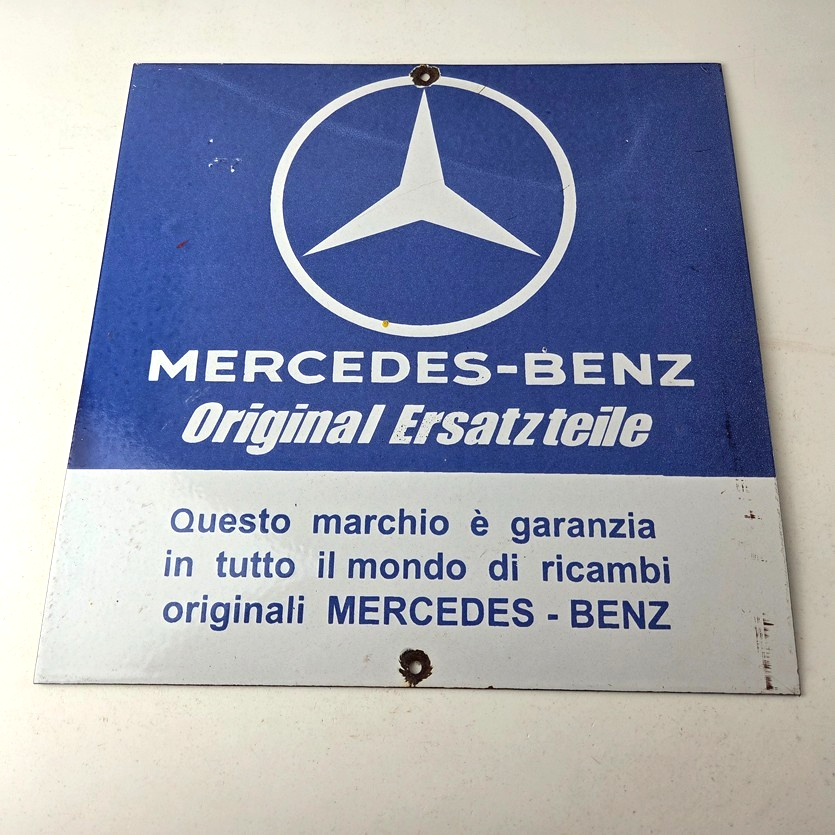 MERCEDES-BENZ
Original Ersatzteile
Questo marchio è garanzia
in tutto il mondo di ricambi
originali MERCEDES - BENZ